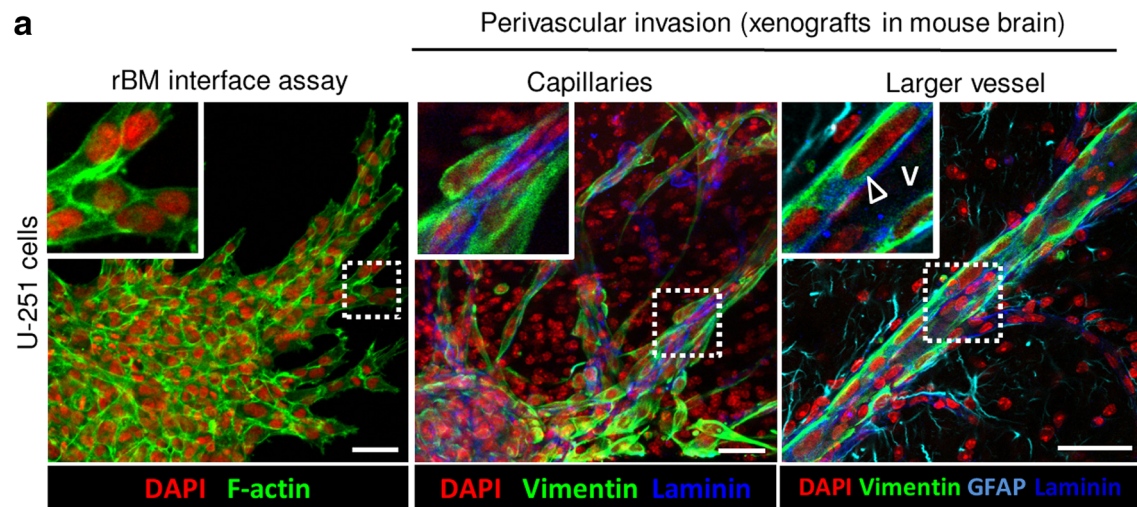 a
Perivascular invasion (xenografts in mouse brain)
rBM interface assay
Capillaries
Larger vessel
U-251 cells
V
DAPI F-actin
DAPI Vimentin Laminin
DAPI Vimentin GFAP Laminin